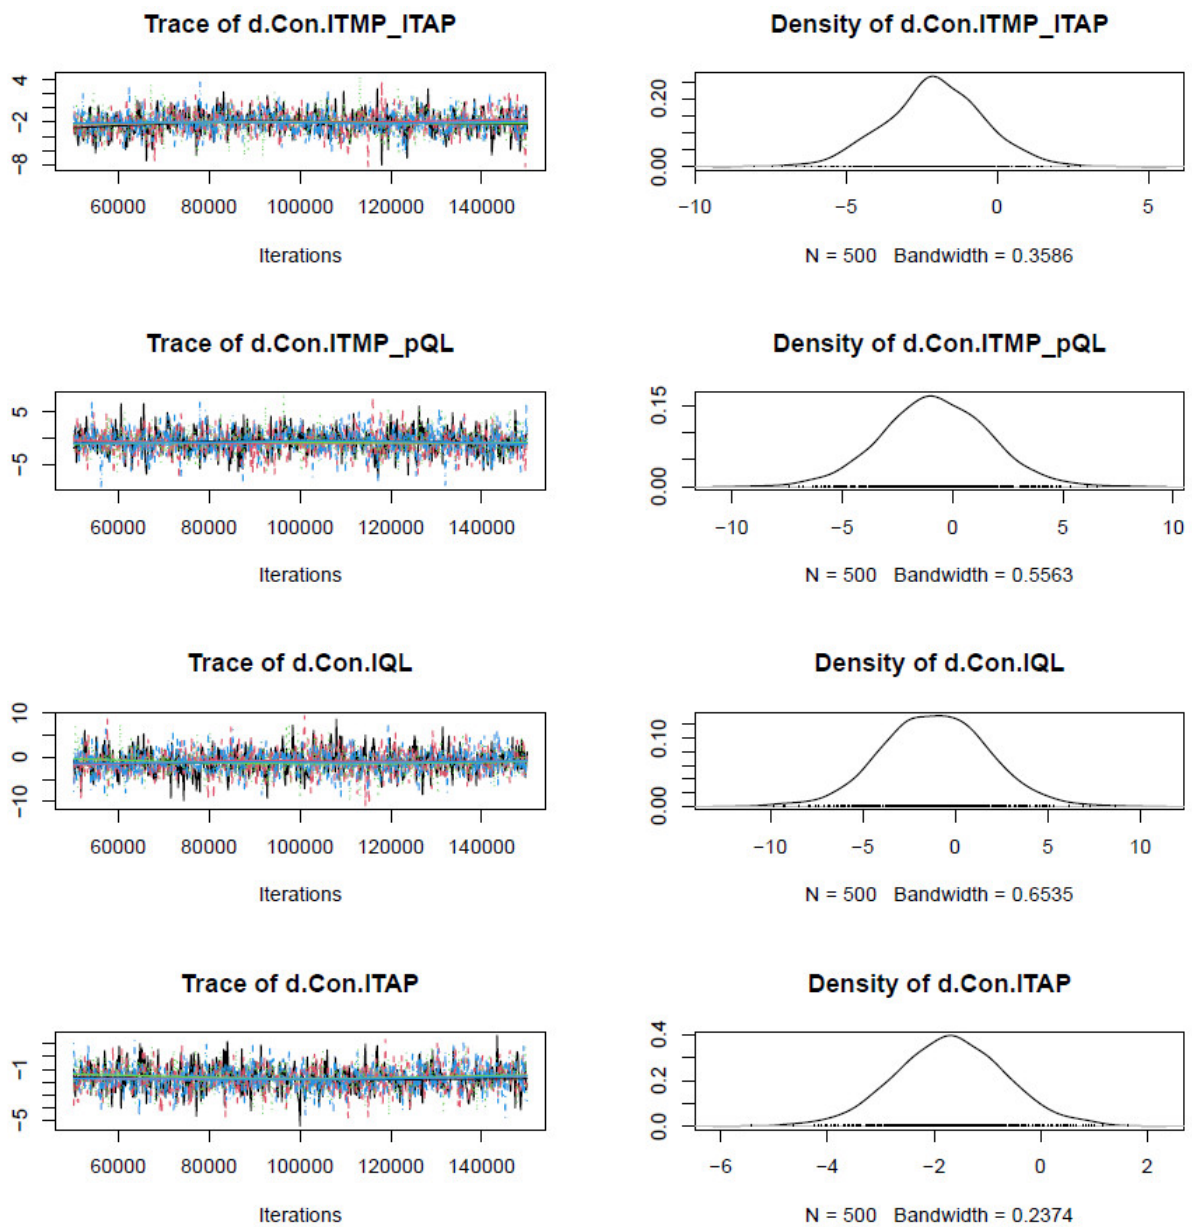 Trace of d.Con.ITMP_ITAP
4
-2
-8
60000 80000 100000 120000 140000
Iterations
Density of d.Con.ITMP_ITAP
0.20
0.00
−10 −5 0 5
N = 500 Bandwidth = 0.3586
Trace of d.Con.ITMP_pQL
5
−5
60000 80000 100000 120000 140000
Iterations
Density of d.Con.ITMP_pQL
0.15
0.00
−10 −5 0 5 10
N = 500 Bandwidth = 0.5563
Trace of d.Con.IQL
10
0
−10
60000 80000 100000 120000 140000
Iterations
Density of d.Con.IQL
0.10
0.00
−10 −5 0 5 10
N = 500 Bandwidth = 0.6535
Trace of d.Con.ITAP
−1
−5
60000 80000 100000 120000 140000
Iterations
Density of d.Con.ITAP
0.4
0.2
0.0
−6 −4 −2 0 2
N = 500 Bandwidth = 0.2374